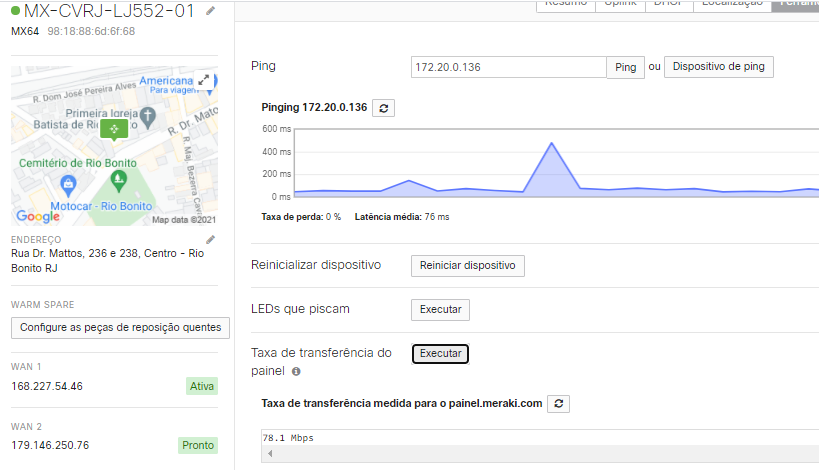 MX-CVRJ-LJ552-01
MX64 98:18:88:6d:6f:68
Americana
Para viagem
R. Dom José Pereira Alves
Primeira Igreja
Batista de Rio Bonito
R. Dr. Mato
Cemitério de Rio Bonito
R. Maj. Bezerra Cava
Motocar - Rio Bonito
Google
Map data ©2021
ENDEREÇO
Rua Dr. Mattos, 236 e 238, Centro - Rio
Bonito RJ
WARM SPARE
Configure as peças de reposição quentes
WAN 1
168.227.54.46 Ativa
WAN 2
179.146.250.76 Pronto
Resumo Uplink DHCP Localização
Ping 172.20.0.136 Ping ou Dispositivo de ping
Pinging 172.20.0.136
600 ms
400 ms
200 ms
0 ms
Taxa de perda: 0 % Latência média: 76 ms
Reinicializar dispositivo Reiniciar dispositivo
LEDs que piscam Executar
Taxa de transferência do Executar
painel
Taxa de transferência medida para o painel.meraki.com
78.1 Mbps